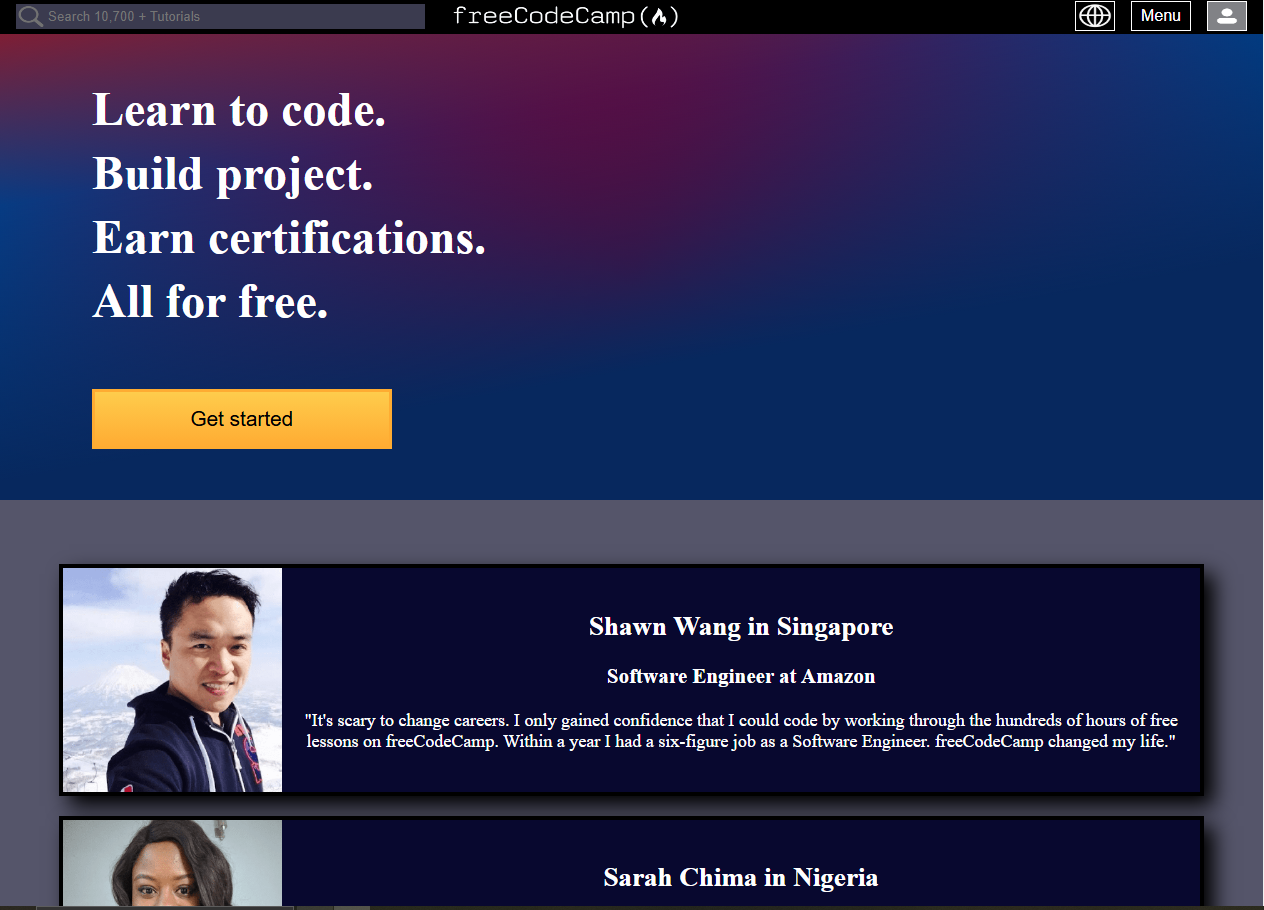 Search 10,700 + Tutorials
freeCodeCamp(
)
Menu
Learn to code.
Build project.
Earn certifications.
All for free.
Get started
Shawn Wang in Singapore
Software Engineer at Amazon
"It's scary to change careers. I only gained confidence that I could code by working through the hundreds of hours of free
lessons on freeCodeCamp. Within a year I had a six-figure job as a Software Engineer. freeCodeCamp changed my life."
Sarah Chima in Nigeria